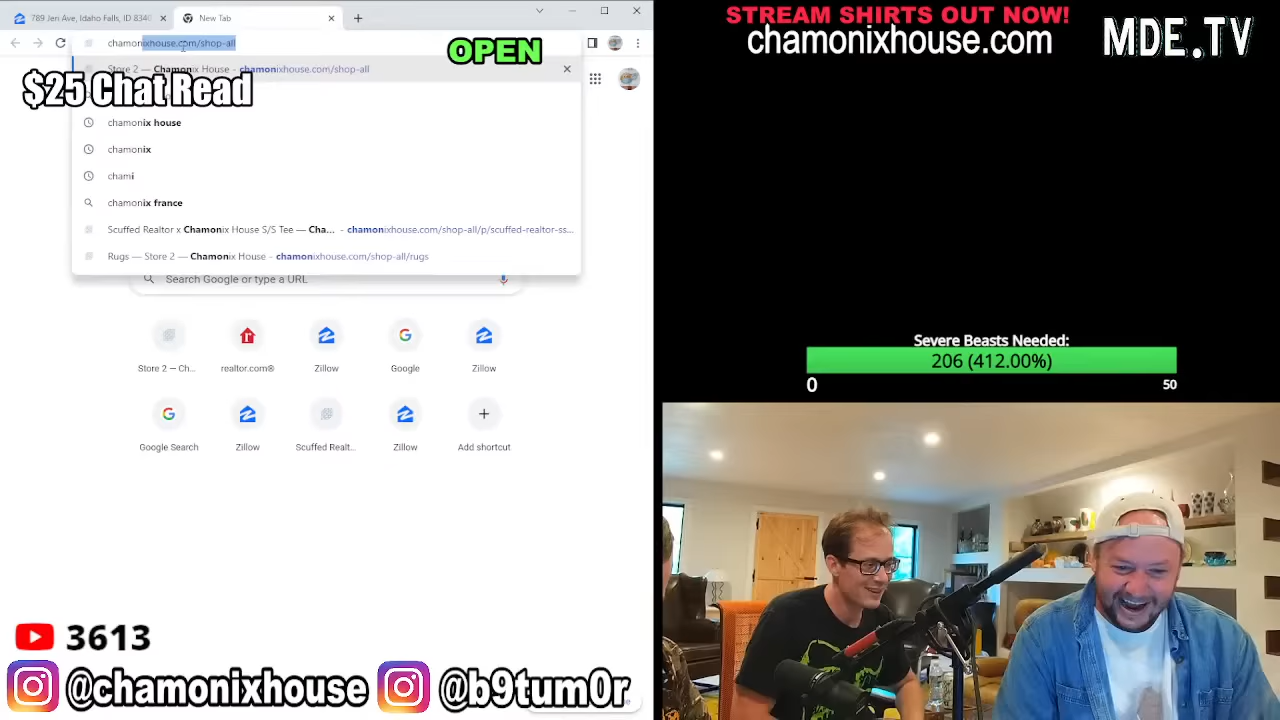 789 Jeri Ave, Idaho Falls, ID 8340
New Tab
chamonixhouse.com/shop-all
OPEN
Store 2 — Chamonix House - chamonixhouse.com/shop-all
$25 Chat Read
chamonix house
chamonix
chami
chamonix france
Scuffed Realtor x Chamonix House S/S Tee — Cha... - chamonixhouse.com/shop-all/p/scuffed-realtor-ss...
Rugs — Store 2 — Chamonix House - chamonixhouse.com/shop-all/rugs
Search Google or type a URL
Store 2 — Ch...
realtor.com®
Zillow
Google
Zillow
Google Search
Zillow
Scuffed Realt...
Zillow
Add shortcut
3613
@chamonixhouse
@b9tum0r
STREAM SHIRTS OUT NOW!
chamonixhouse.com
MDE.TV
Severe Beasts Needed:
206 (412.00%)
0
50